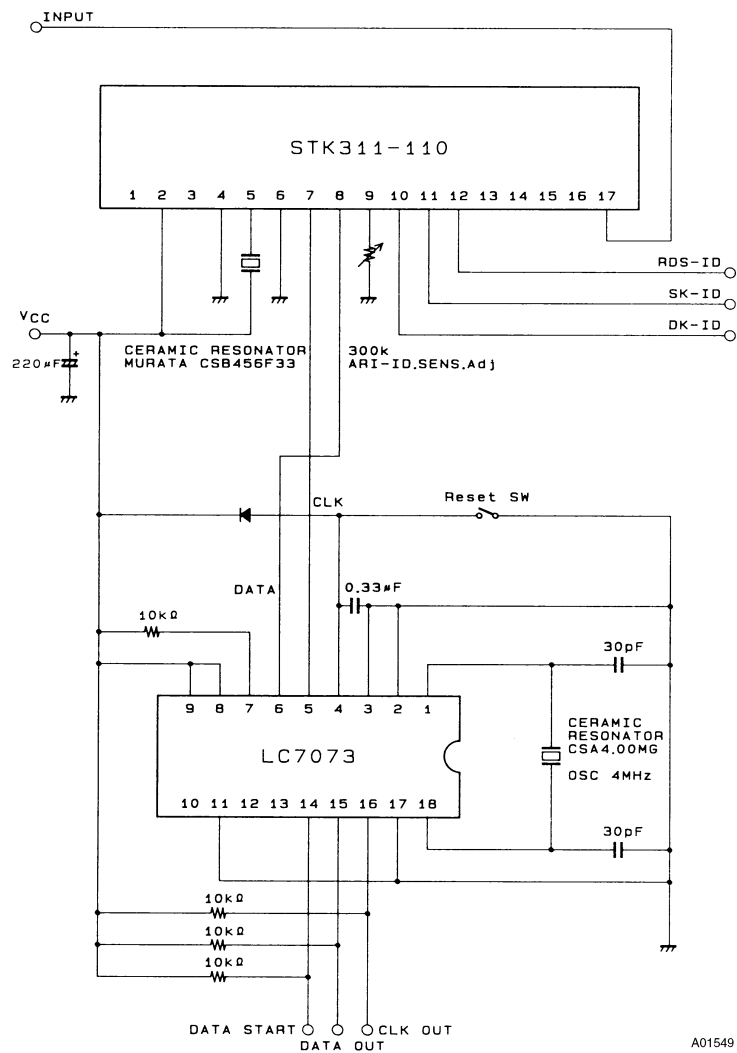 INPUT
STK311-110
1 2 3 4 5 6 7 8 9 10 11 12 13 14 15 16 17
RDS-ID
SK-ID
DK-ID
VCC
220μF
+
CERAMIC RESONATOR
MURATA CSB456F33
300k
ARI-ID.SENS.Adj
CLK
Reset SW
DATA
0.33μF
10kΩ
30pF
9 8 7 6 5 4 3 2 1
LC7073
CERAMIC
RESONATOR
CSA4.00MG
OSC 4MHz
10 11 12 13 14 15 16 17 18
30pF
10kΩ
10kΩ
10kΩ
DATA START
DATA OUT
CLK OUT
A01549